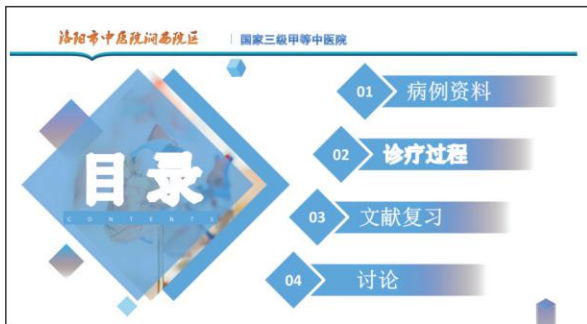 洛阳市中医院涧西院区 国家三级甲等中医院
目录
CONTENTS
01 病例资料
02 诊疗过程
03 文献复习
04 讨论